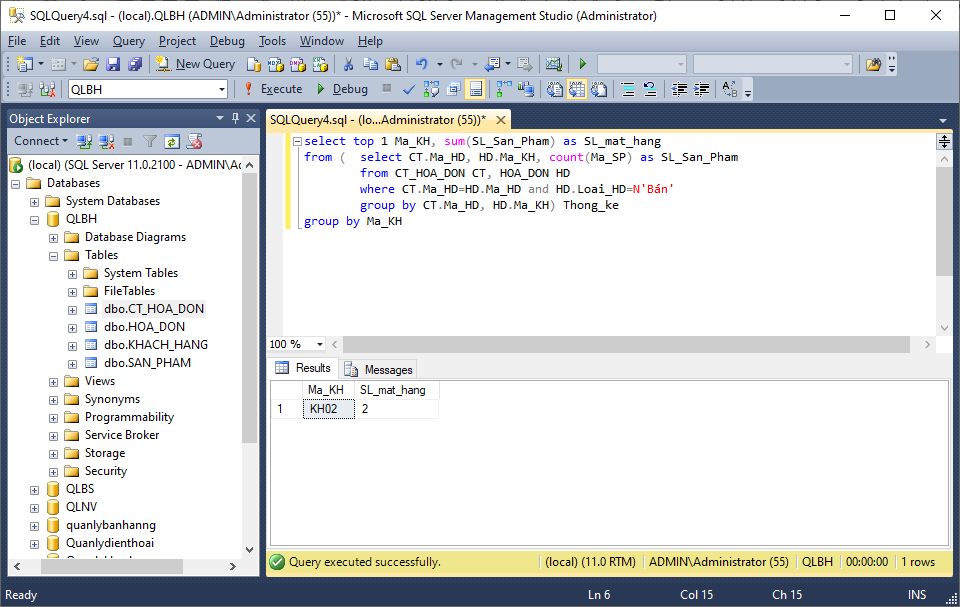 SQLQuery4.sql - (local).QLBH (ADMIN\Administrator (55))* - Microsoft SQL Server Management Studio (Administrator)
File Edit View Query Project Debug Tools Window Help
New Query
QLBH Execute Debug
Object Explorer
Connect
(local) (SQL Server 11.0.2100 - ADMIN\Ac
Databases
System Databases
QLBH
Database Diagrams
Tables
System Tables
FileTables
dbo.CT_HOA_DON
dbo.HOA_DON
dbo.KHACH_HANG
dbo.SAN_PHAM
Views
Synonyms
Programmability
Service Broker
Storage
Security
QLBS
QLNV
quanlybanhanng
Quanlydienthoai
SQLQuery4.sql - (lo...Administrator (55))*
select top 1 Ma_KH, sum(SL_San_Pham) as SL_mat_hang
from (  select CT.Ma_HD, HD.Ma_KH, count(Ma_SP) as SL_San_Pham
from CT_HOA_DON CT, HOA_DON HD
where CT.Ma_HD=HD.Ma_HD and HD.Loai_HD=N'Bán'
group by CT.Ma_HD, HD.Ma_KH) Thong_ke
group by Ma_KH
100 %
Results Messages
Ma_KH SL_mat_hang
1 KH02 2
Query executed successfully. (local) (11.0 RTM) ADMIN\Administrator (55) QLBH 00:00:00 1 rows
Ready Ln 6 Col 15 Ch 15 INS